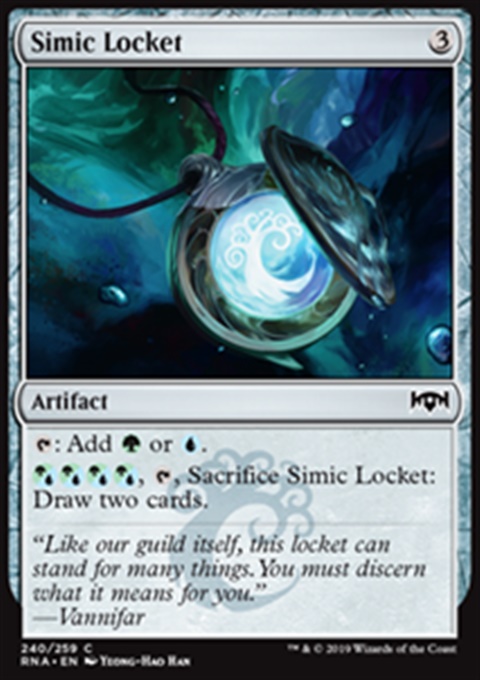 Simic Locket 3
Artifact
: Add or .
, , Sacrifice Simic Locket:
Draw two cards.
“Like our guild itself, this locket can
stand for many things. You must discern
what it means for you.”
—Vannifar
240/259 C
RNA • EN Yeong-Hao Han
™ & © 2019 Wizards of the Coast